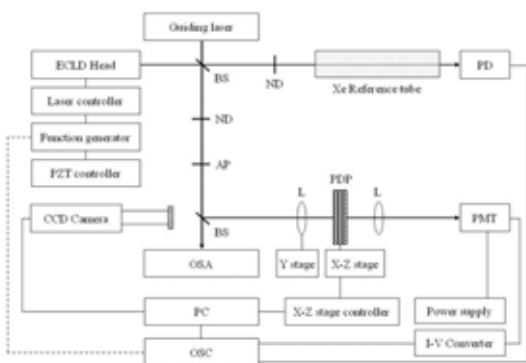 Guiding laser
ECLD Head
BS
ND
Xe Reference tube
PD
Laser controller
Function generator
PZT controller
ND
AP
CCD Camera
BS
L
PDP
L
PMT
OSA
Y stage
X-Z stage
PC
X-Z stage controller
Power supply
I-V Converter
OSC